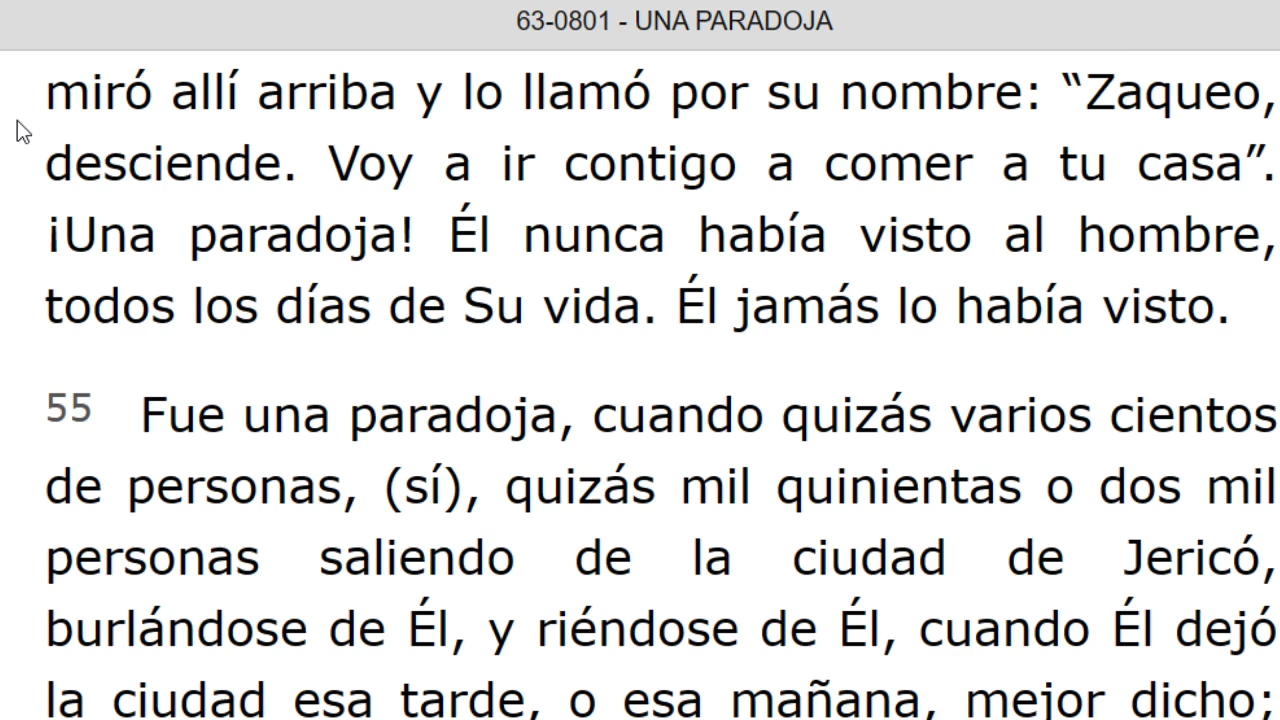 63-0801 - UNA PARADOJA
miró allí arriba y lo llamó por su nombre: “Zaqueo,
desciende. Voy a ir contigo a comer a tu casa”.
¡Una paradoja! Él nunca había visto al hombre,
todos los días de Su vida. Él jamás lo había visto.
55 Fue una paradoja, cuando quizás varios cientos
de personas, (sí), quizás mil quinientas o dos mil
personas saliendo de la ciudad de Jericó,
burlándose de Él, y riéndose de Él, cuando Él dejó
la ciudad esa tarde, o esa mañana, mejor dicho;